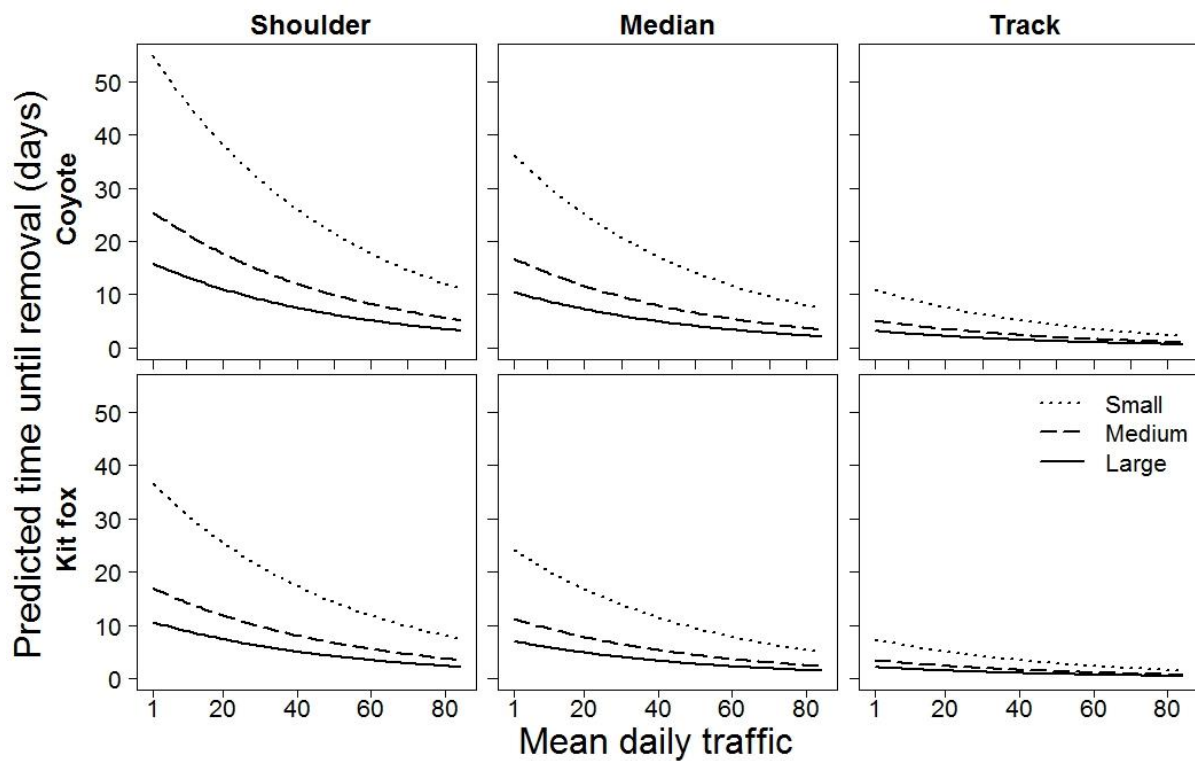 Shoulder Median Track
Predicted time until removal (days)
Coyote
50
40
30
20
10
0
Kit fox
50
40
30
20
10
0
Small
Medium
Large
1 20 40 60 80 1 20 40 60 80 1 20 40 60 80
Mean daily traffic